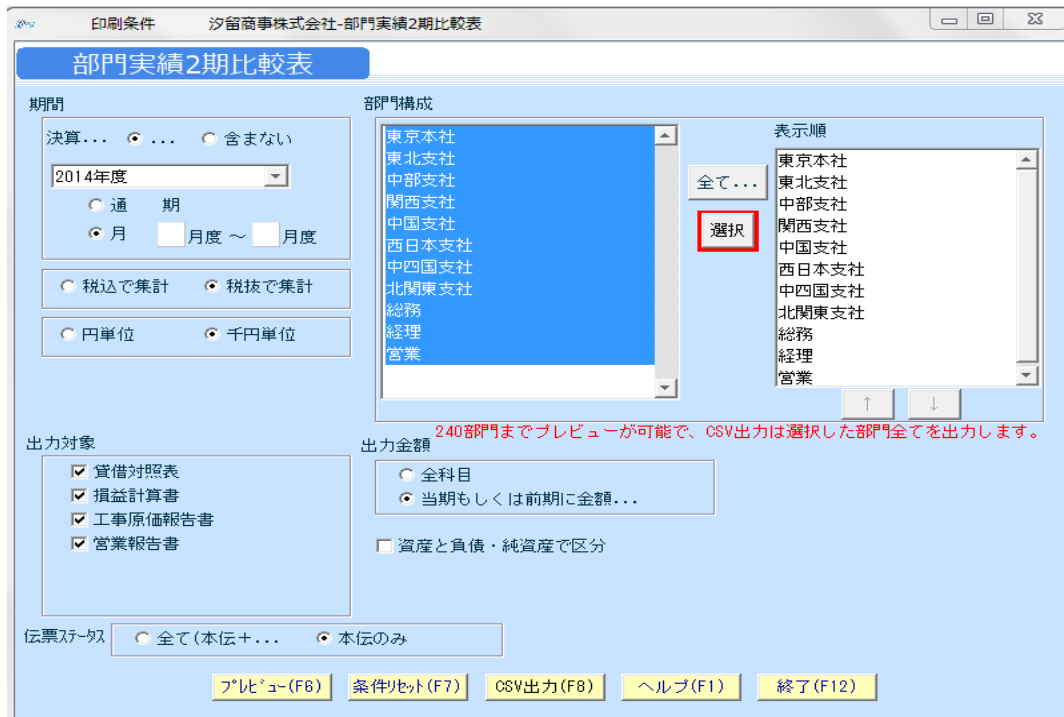 印刷条件 汐留商事株式会社-部門実績2期比較表
部門実績2期比較表
期間
決算... ... 含まない
2014年度
通 期
月 月度 ~ 月度
税込で集計 税抜で集計
円単位 千円単位
部門構成
東京本社
東北支社
中部支社
関西支社
中国支社
西日本支社
中四国支社
北関東支社
総務
経理
営業
全て...
選択
表示順
東京本社
東北支社
中部支社
関西支社
中国支社
西日本支社
中四国支社
北関東支社
総務
経理
営業
↑ ↓
240部門までプレビューが可能で、CSV出力は選択した部門全てを出力します。
出力対象
貸借対照表
損益計算書
工事原価報告書
営業報告書
出力金額
全科目
当期もしくは前期に金額...
資産と負債・純資産で区分
伝票ステータス 全て(本伝+... 本伝のみ
プレビュー(F6) 条件リセット(F7) CSV出力(F8) ヘルプ(F1) 終了(F12)